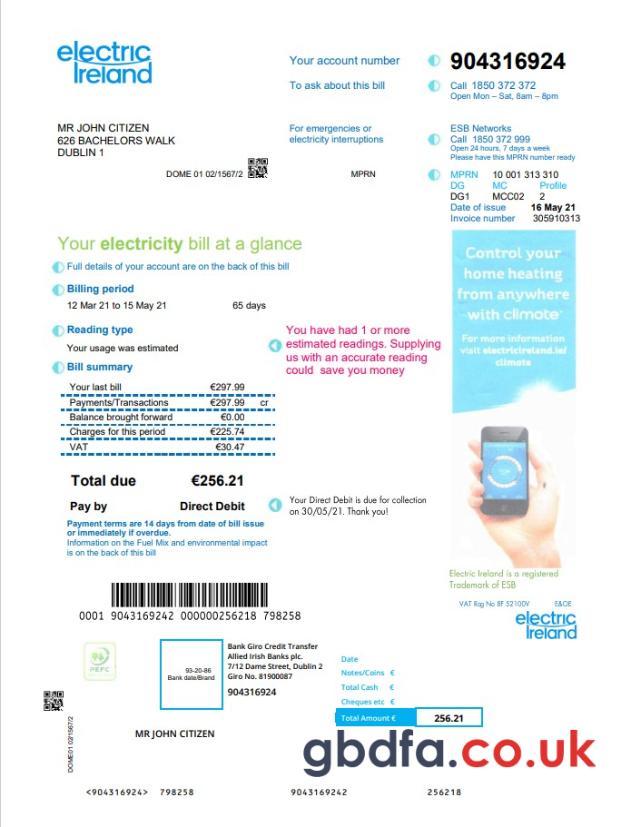 electric
Ireland
Your account number 904316924
To ask about this bill Call 1850 372 372
Open Mon – Sat, 8am – 8pm
MR JOHN CITIZEN
626 BACHELORS WALK
DUBLIN 1
For emergencies or
electricity interruptions
ESB Networks
Call 1850 372 999
Open 24 hours, 7 days a week
Please have this MPRN number ready
DOME 01 02/1567/2
MPRN MPRN 10 001 313 310
DG MC Profile
DG1 MCC02 2
Date of issue 16 May 21
Invoice number 305910313
Your electricity bill at a glance
Full details of your account are on the back of this bill
Billing period
12 Mar 21 to 15 May 21 65 days
Reading type
Your usage was estimated
You have had 1 or more
estimated readings. Supplying
us with an accurate reading
could save you money
Bill summary
Your last bill €297.99
Payments/Transactions €297.99 cr
Balance brought forward €0.00
Charges for this period €225.74
VAT €30.47
Total due €256.21
Pay by Direct Debit
Your Direct Debit is due for collection
on 30/05/21. Thank you!
Payment terms are 14 days from date of bill issue
or immediately if overdue.
Information on the Fuel Mix and environmental impact
is on the back of this bill
Control your
home heating
from anywhere
with climote
For more information
visit electricireland.ie/
climote
Electric Ireland is a registered
Trademark of ESB
VAT Reg No 8F 52100V E&OE
electric
Ireland
0001 9043169242 000000256218 798258
PEFC
93-20-86
Bank date/Brand
Bank Giro Credit Transfer
Allied Irish Banks plc.
7/12 Dame Street, Dublin 2
Giro No. 81900087
904316924
Date
Notes/Coins €
Total Cash €
Cheques etc €
Total Amount € 256.21
DOME01 02/1567/2
MR JOHN CITIZEN
gbdfa.co.uk
<904316924> 798258 9043169242 256218